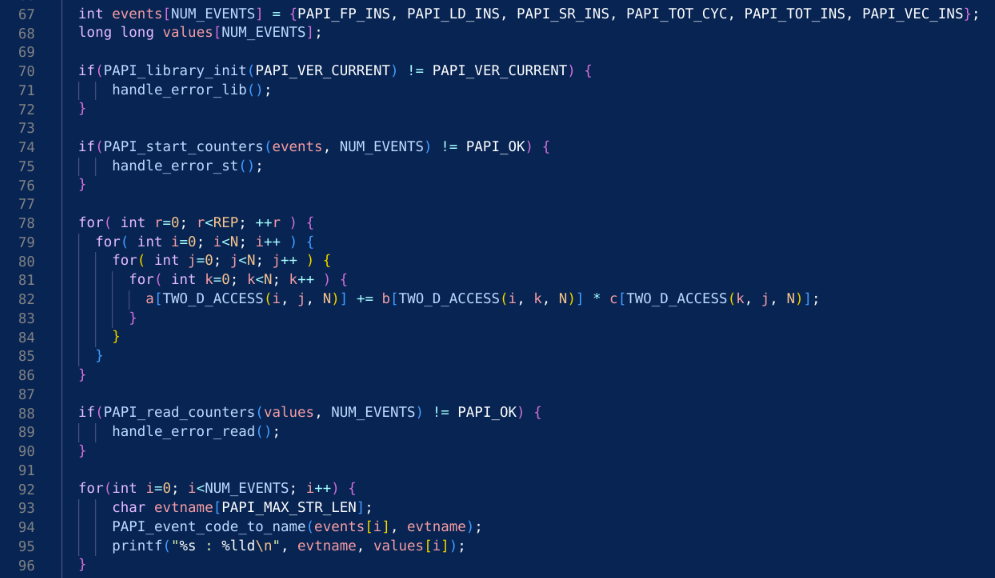 67 int events[NUM_EVENTS] = {PAPI_FP_INS, PAPI_LD_INS, PAPI_SR_INS, PAPI_TOT_CYC, PAPI_TOT_INS, PAPI_VEC_INS};
68 long long values[NUM_EVENTS];
69
70 if(PAPI_library_init(PAPI_VER_CURRENT) != PAPI_VER_CURRENT) {
71 handle_error_lib();
72 }
73
74 if(PAPI_start_counters(events, NUM_EVENTS) != PAPI_OK) {
75 handle_error_st();
76 }
77
78 for( int r=0; r<REP; ++r ) {
79 for( int i=0; i<N; i++ ) {
80 for( int j=0; j<N; j++ ) {
81 for( int k=0; k<N; k++ ) {
82 a[TWO_D_ACCESS(i, j, N)] += b[TWO_D_ACCESS(i, k, N)] * c[TWO_D_ACCESS(k, j, N)];
83 }
84 }
85 }
86 }
87
88 if(PAPI_read_counters(values, NUM_EVENTS) != PAPI_OK) {
89 handle_error_read();
90 }
91
92 for(int i=0; i<NUM_EVENTS; i++) {
93 char evtname[PAPI_MAX_STR_LEN];
94 PAPI_event_code_to_name(events[i], evtname);
95 printf("%s : %lld\n", evtname, values[i]);
96 }